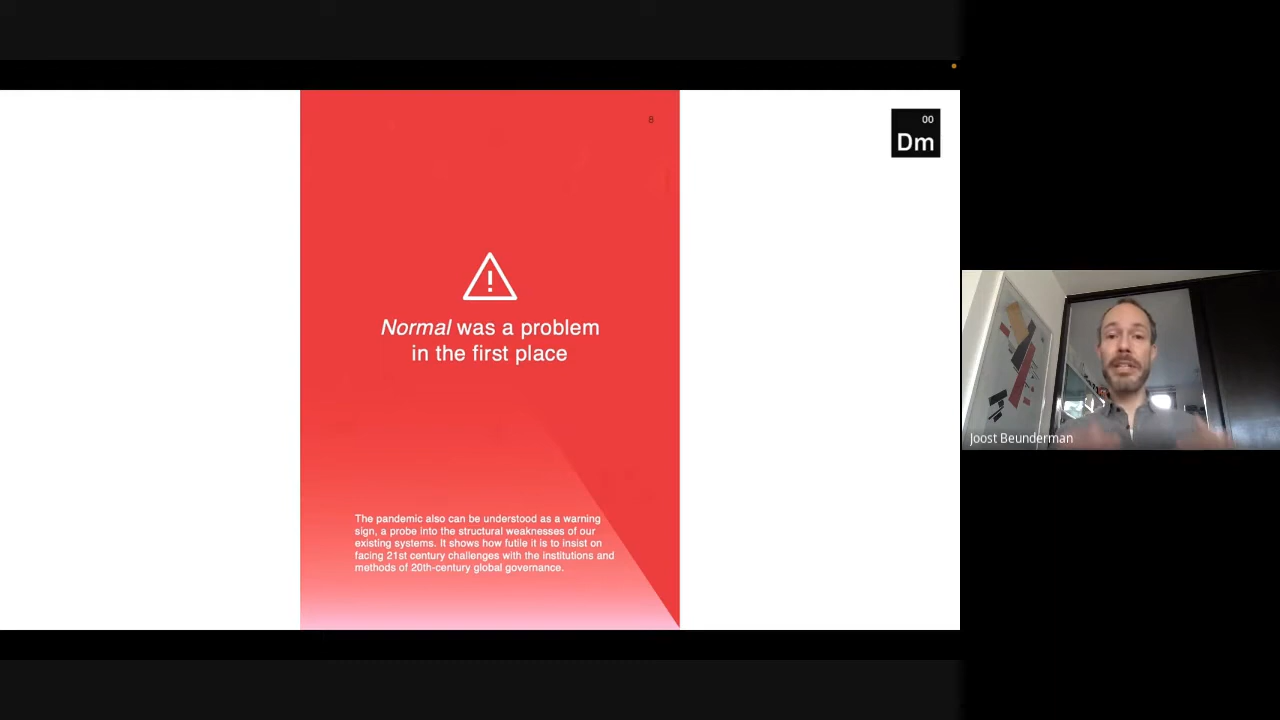 8
00
Dm
!
Normal was a problem
in the first place
The pandemic also can be understood as a warning
sign, a probe into the structural weaknesses of our
existing systems. It shows how futile it is to insist on
facing 21st century challenges with the institutions and
methods of 20th-century global governance.
Joost Beunderman